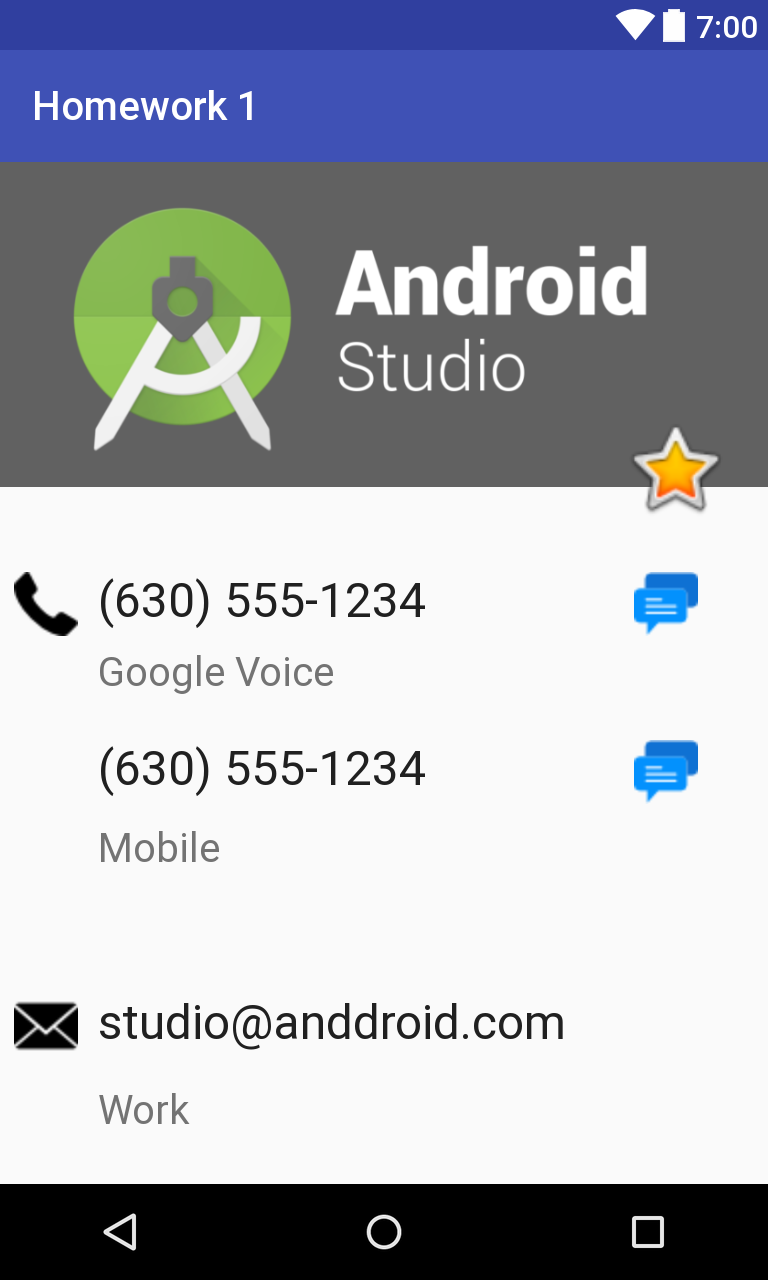 7:00
Homework 1
Android
Studio
(630) 555-1234
Google Voice
(630) 555-1234
Mobile
studio@anddroid.com
Work